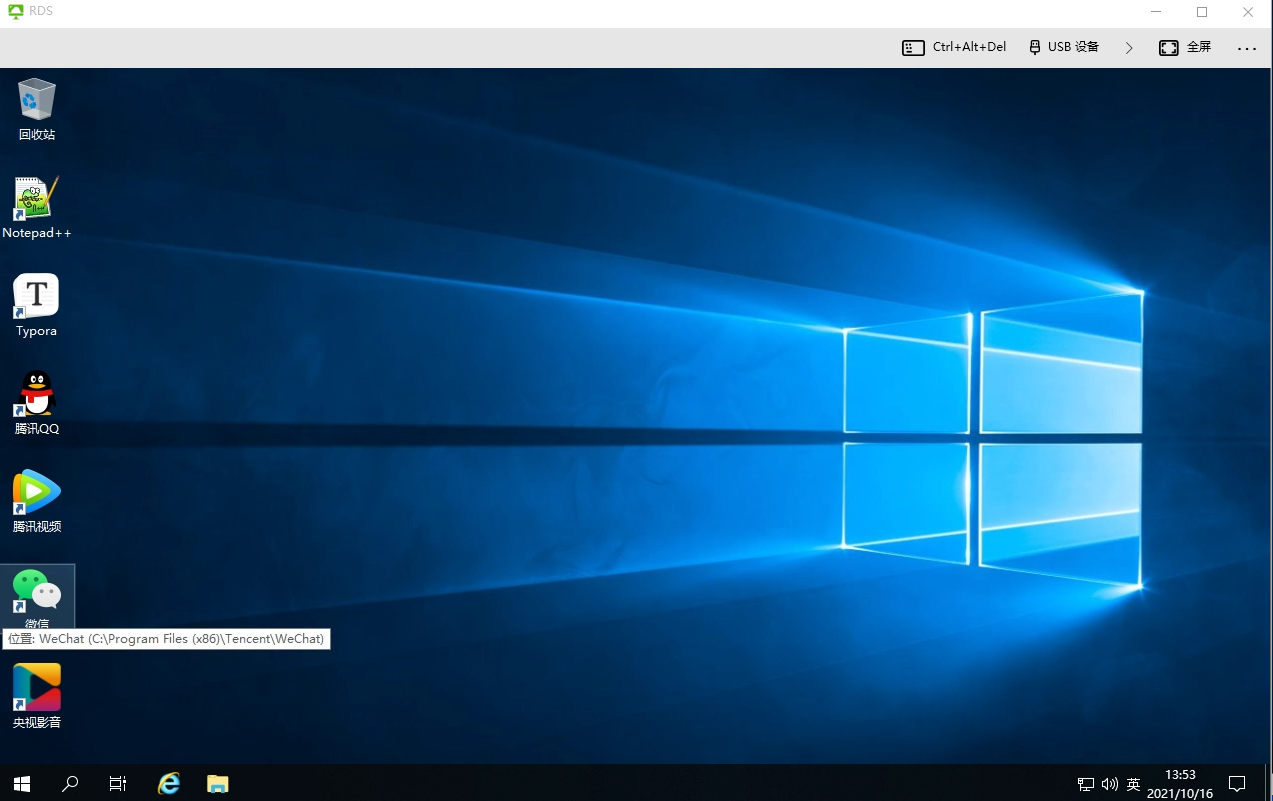 RDS
Ctrl+Alt+Del
USB 设备
全屏
回收站
Notepad++
T
Typora
腾讯QQ
腾讯视频
微信
位置: WeChat (C:\Program Files (x86)\Tencent\WeChat)
央视影音
英
13:53
2021/10/16